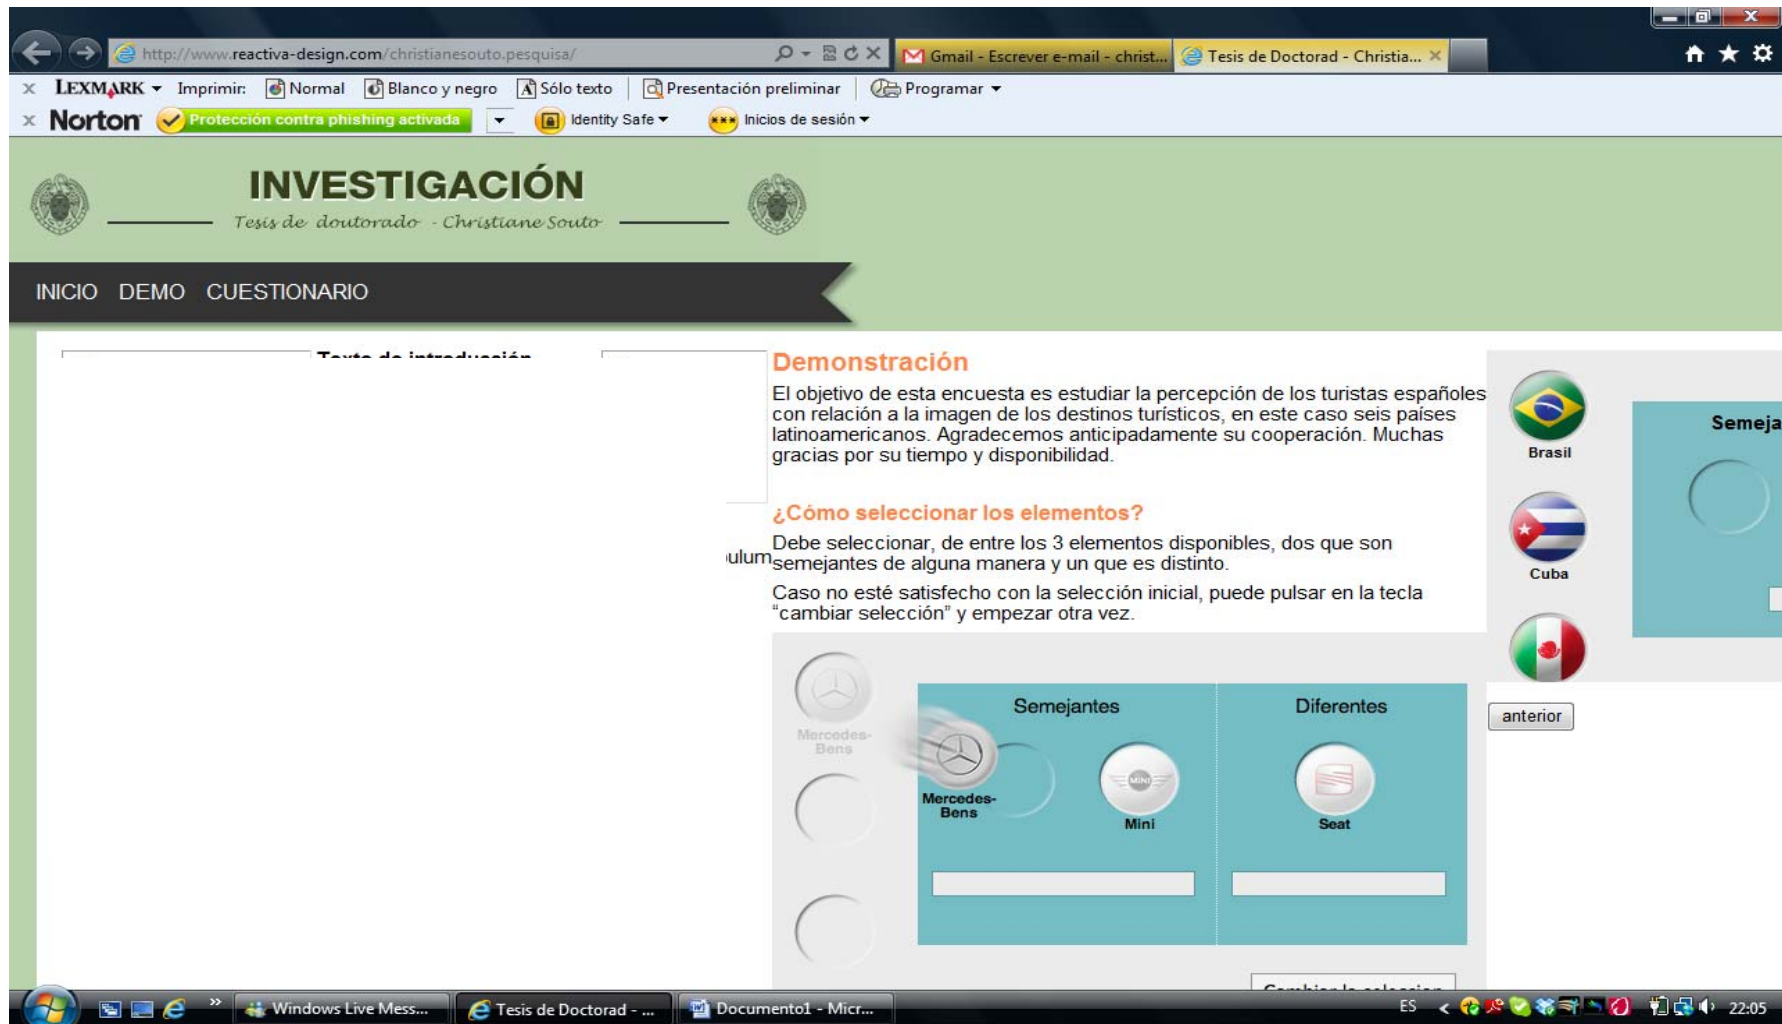 http://www.reactiva-design.com/christianesouto.pesquisa/
Gmail - Escrever e-mail - christ...
Tesis de Doctorad - Christia...
LEXMARK
Imprimir:
Normal
Blanco y negro
Sólo texto
Presentación preliminar
Programar
Norton
Protección contra phishing activada
Identity Safe
Inicios de sesión
INVESTIGACIÓN
Tesis de doutorado - Christiane Souto
INICIO DEMO CUESTIONARIO
Texto de introducción
Demonstración
El objetivo de esta encuesta es estudiar la percepción de los turistas españoles
con relación a la imagen de los destinos turísticos, en este caso seis países
latinoamericanos. Agradecemos anticipadamente su cooperación. Muchas
gracias por su tiempo y disponibilidad.
¿Cómo seleccionar los elementos?
Debe seleccionar, de entre los 3 elementos disponibles, dos que son
semejantes de alguna manera y un que es distinto.
Caso no esté satisfecho con la selección inicial, puede pulsar en la tecla
“cambiar selección” y empezar otra vez.
Mercedes-
Bens
Semejantes
Diferentes
Mercedes-
Bens
MINI
Mini
Seat
Cambiar la seleccion
Brasil
Cuba
Semeja
anterior
Windows Live Mess...
Tesis de Doctorad - ...
Documento1 - Micr...
ES
22:05